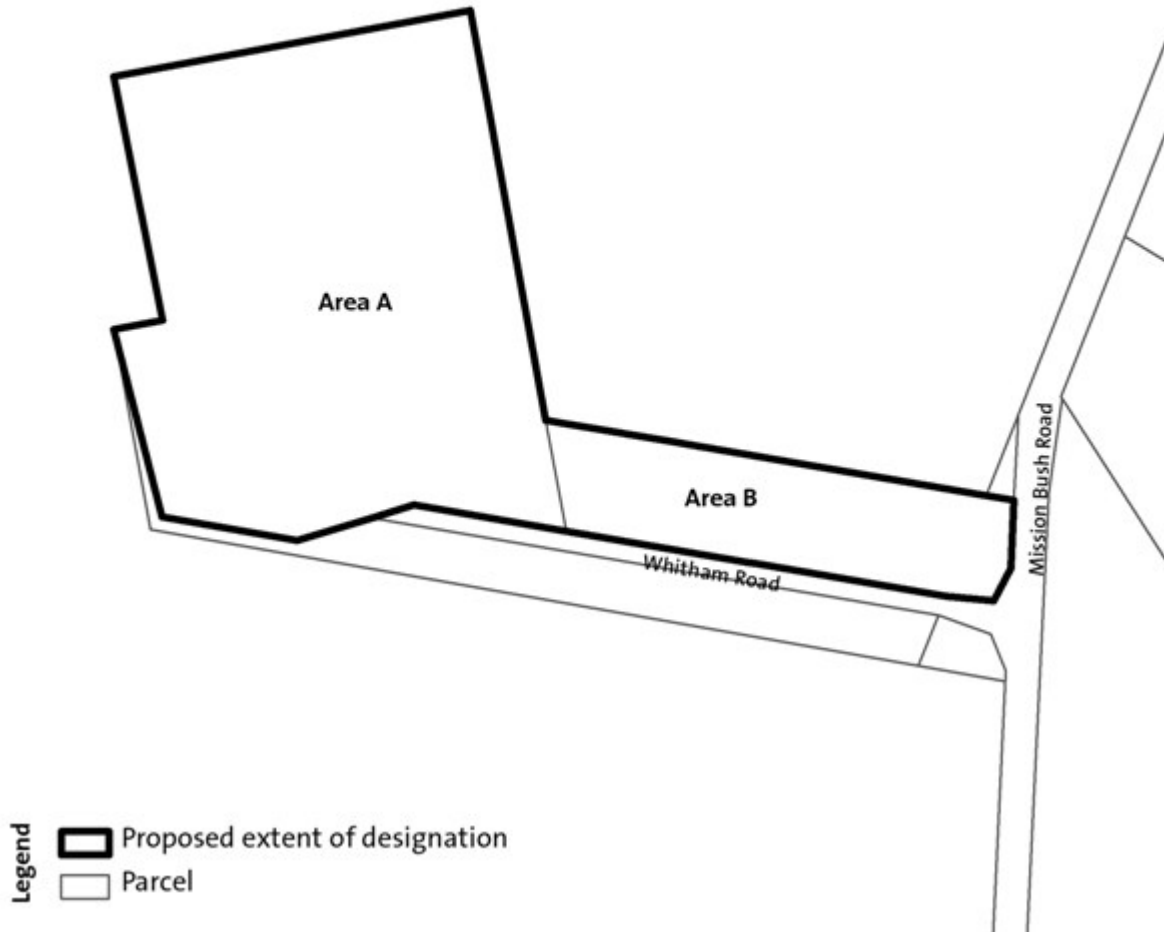 Area A
Area B
Mission Bush Road
Whitham Road
Legend
Proposed extent of designation
Parcel